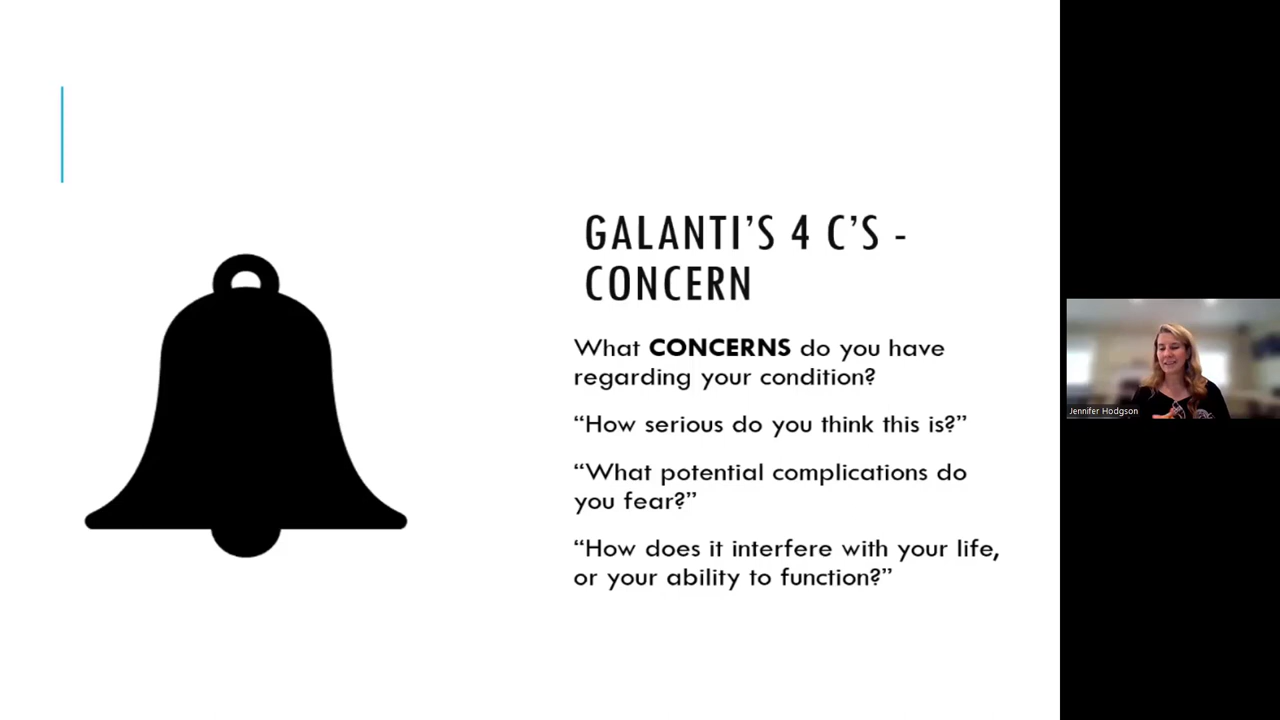 GALANTI’S 4 C’S -
CONCERN
What CONCERNS do you have
regarding your condition?
“How serious do you think this is?”
“What potential complications do
you fear?”
“How does it interfere with your life,
or your ability to function?”
Jennifer Hodgson